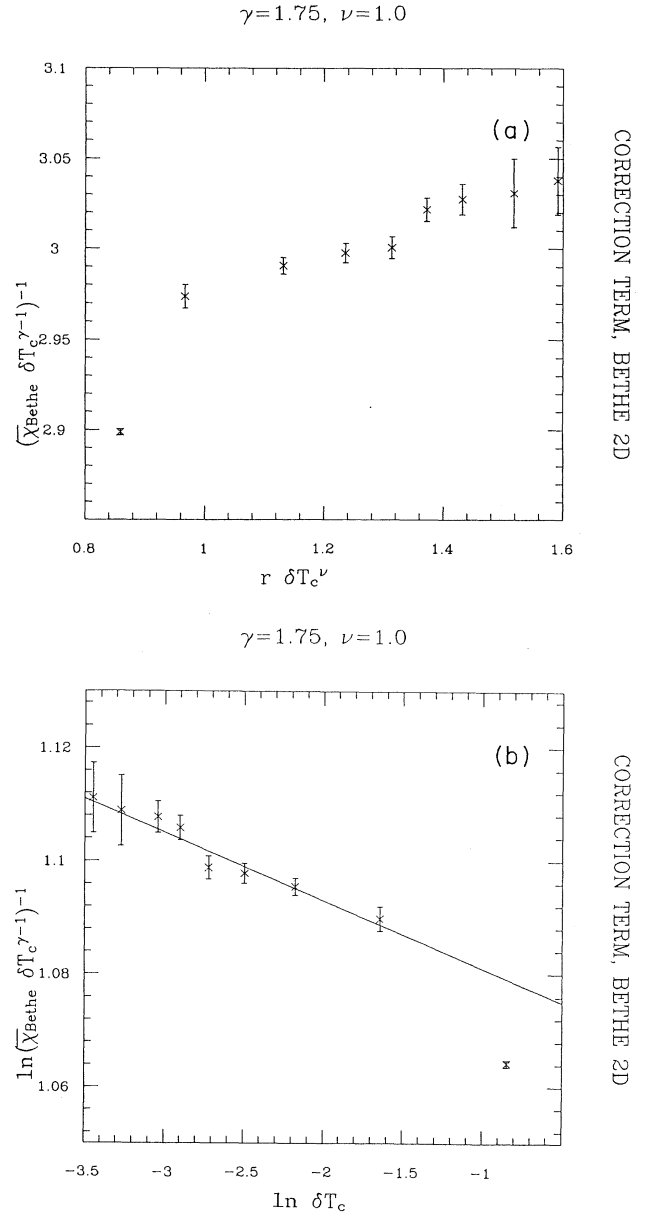 γ=1.75, ν=1.0
(a)
3.1
3.05
3
2.95
2.9
(χ̅Bethe δTc^γ−1)−1
0.8
1
1.2
1.4
1.6
r δTc^ν
CORRECTION TERM, BETHE 2D
γ=1.75, ν=1.0
(b)
1.12
1.1
1.08
1.06
ln(χ̅Bethe δTc^γ−1)−1
−3.5
−3
−2.5
−2
−1.5
−1
ln δTc
CORRECTION TERM, BETHE 2D